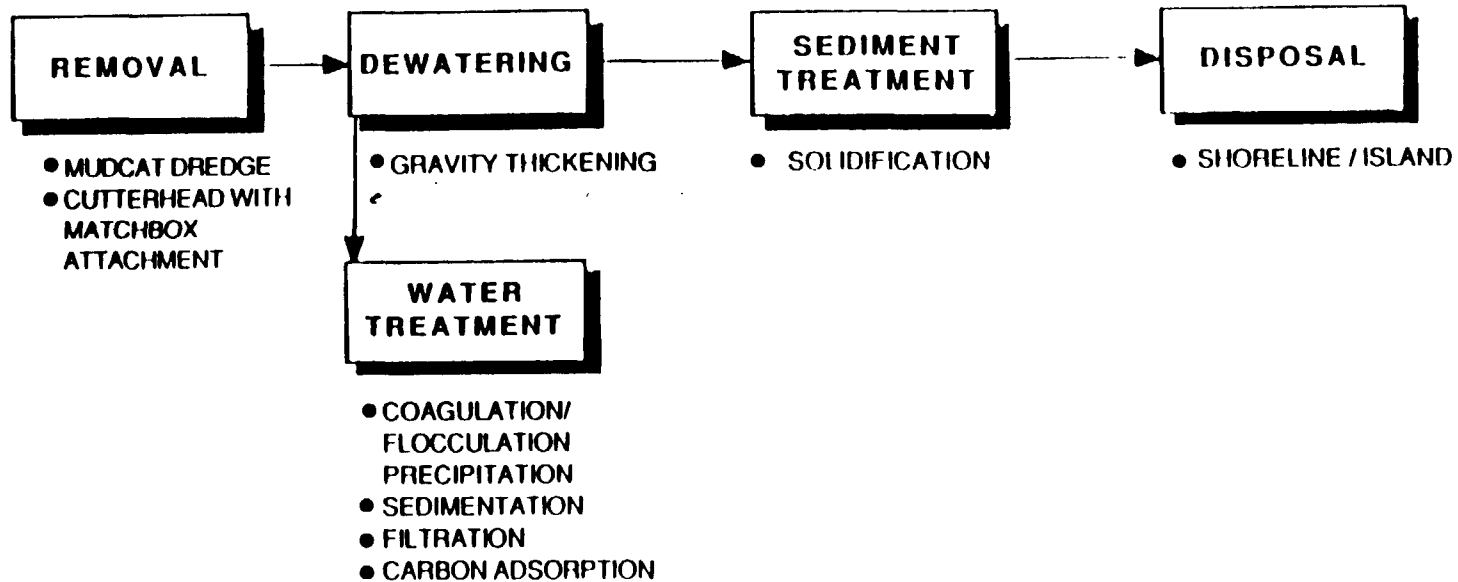 REMOVAL
DEWATERING
SEDIMENT
TREATMENT
DISPOSAL
● MUDCAT DREDGE
● CUTTERHEAD WITH
MATCHBOX
ATTACHMENT
● GRAVITY THICKENING
● SOLIDIFICATION
● SHORELINE / ISLAND
WATER
TREATMENT
● COAGULATION/
FLOCCULATION
PRECIPITATION
● SEDIMENTATION
● FILTRATION
● CARBON ADSORPTION